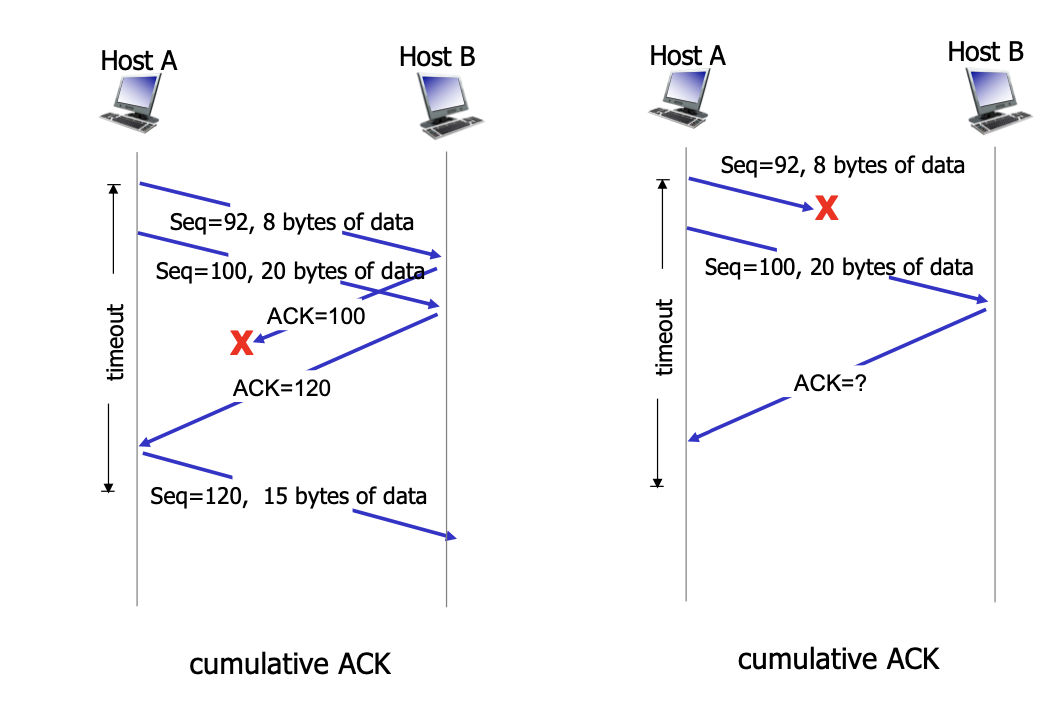 Host A
Host B
Seq=92, 8 bytes of data
Seq=100, 20 bytes of data
ACK=100
X
timeout
ACK=120
Seq=120, 15 bytes of data
cumulative ACK
Host A
Host B
Seq=92, 8 bytes of data
X
Seq=100, 20 bytes of data
timeout
ACK=?
cumulative ACK